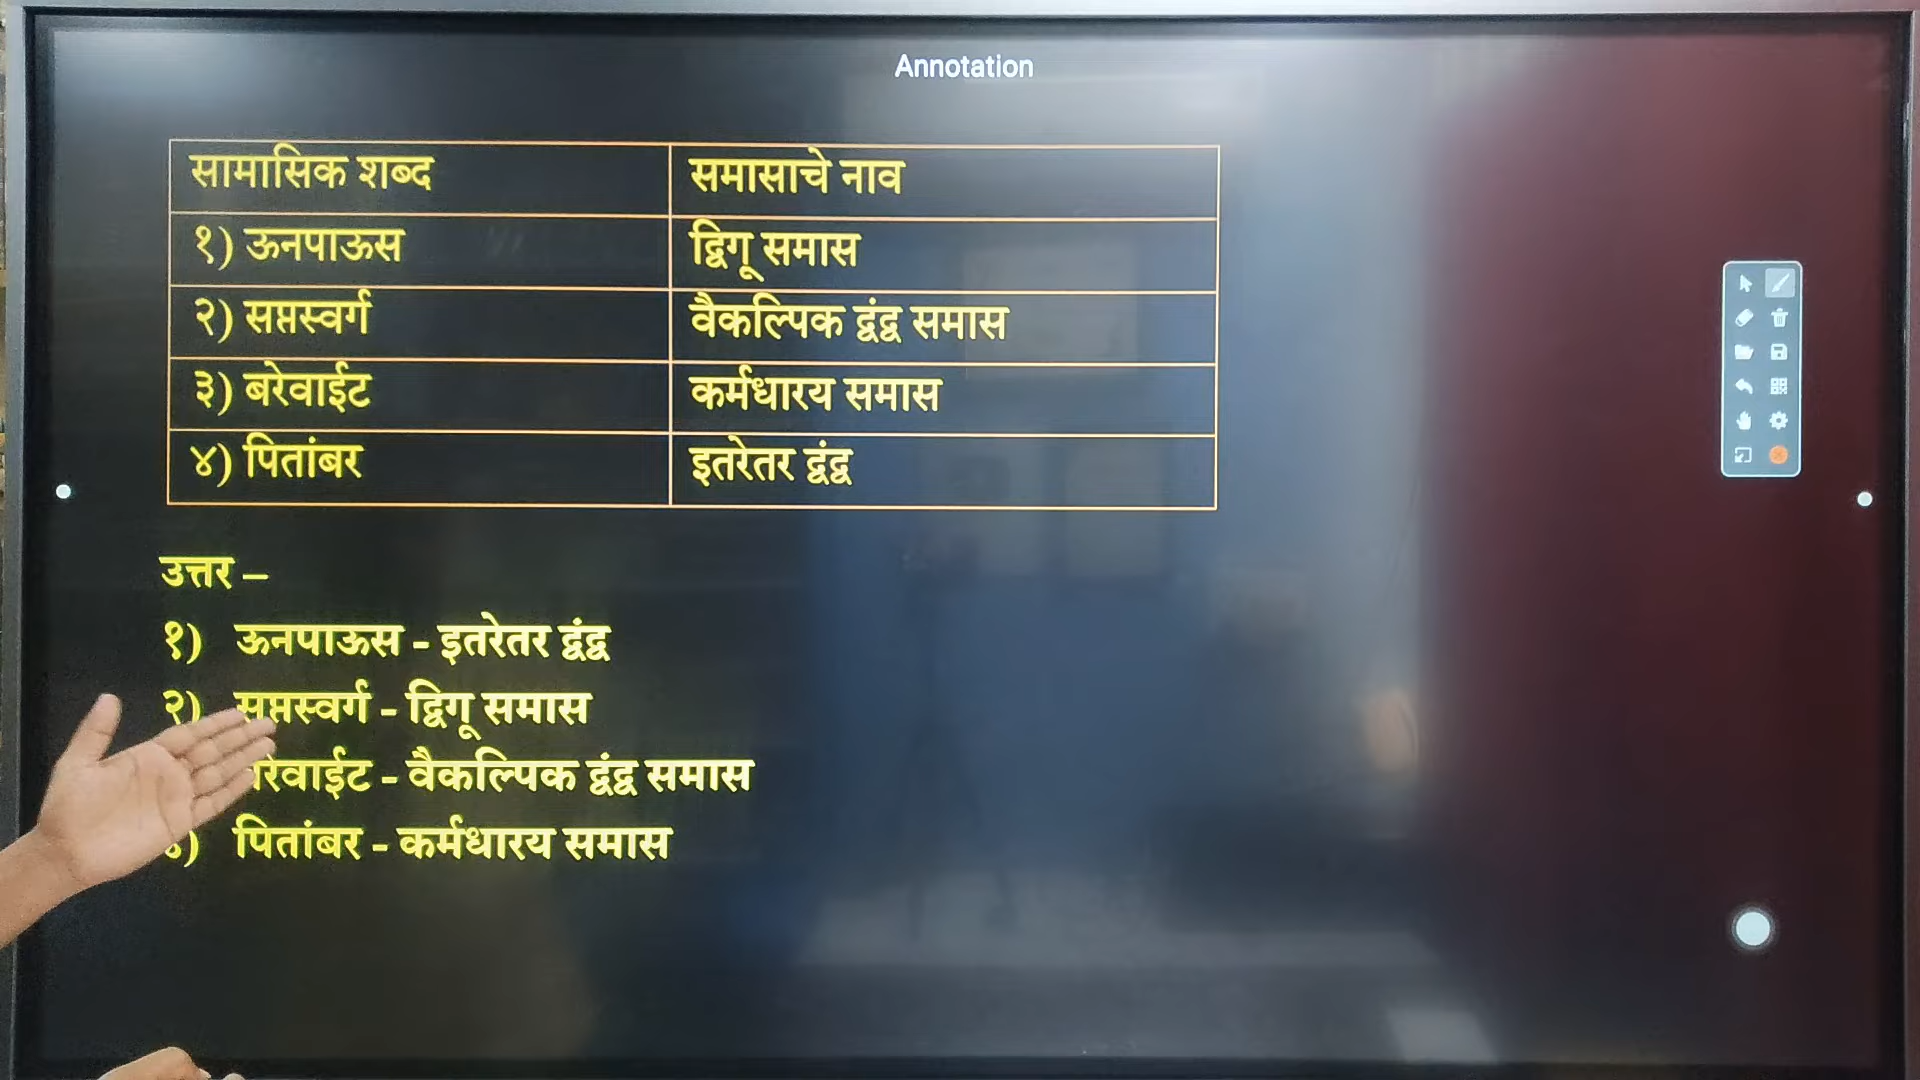 Annotation
सामासिक शब्द समासाचे नाव
१) ऊनपाऊस द्विगू समास
२) सप्तस्वर्ग वैकल्पिक द्वंद्व समास
३) बरेवाईट कर्मधारय समास
४) पितांबर इतरेतर द्वंद्व
उत्तर –
१) ऊनपाऊस - इतरेतर द्वंद्व
२) सप्तस्वर्ग - द्विगू समास
रेवाईट - वैकल्पिक द्वंद्व समास
४) पितांबर - कर्मधारय समास